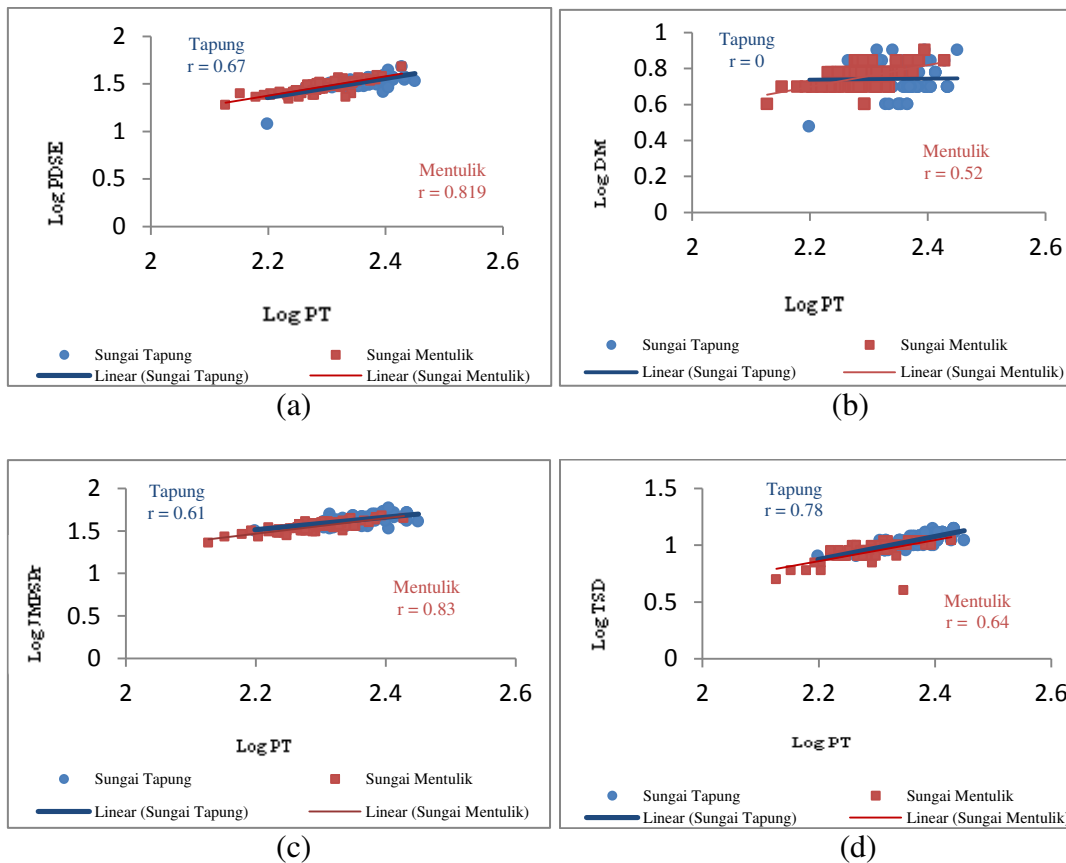 2
1.5
1
0.5
0
2
2.2
2.4
2.6
Log PDSE
Log PT
Tapung
r = 0.67
Mentulik
r = 0.819
Sungai Tapung
Sungai Mentulik
Linear (Sungai Tapung)
Linear (Sungai Mentulik)
(a)
1
0.8
0.6
0.4
0.2
0
2
2.2
2.4
2.6
Log DM
Log PT
Tapung
r = 0
Mentulik
r = 0.52
Sungai Tapung
Sungai Mentulik
Linear (Sungai Tapung)
Linear (Sungai Mentulik)
(b)
2
1.5
1
0.5
0
2
2.2
2.4
2.6
Log JMPSPr
Log PT
Tapung
r = 0.61
Mentulik
r = 0.83
Sungai Tapung
Sungai Mentulik
Linear (Sungai Tapung)
Linear (Sungai Mentulik)
(c)
1.5
1
0.5
0
2
2.2
2.4
2.6
Log TSD
Log PT
Tapung
r = 0.78
Mentulik
r = 0.64
Sungai Tapung
Sungai Mentulik
Linear (Sungai Tapung)
Linear (Sungai Mentulik)
(d)